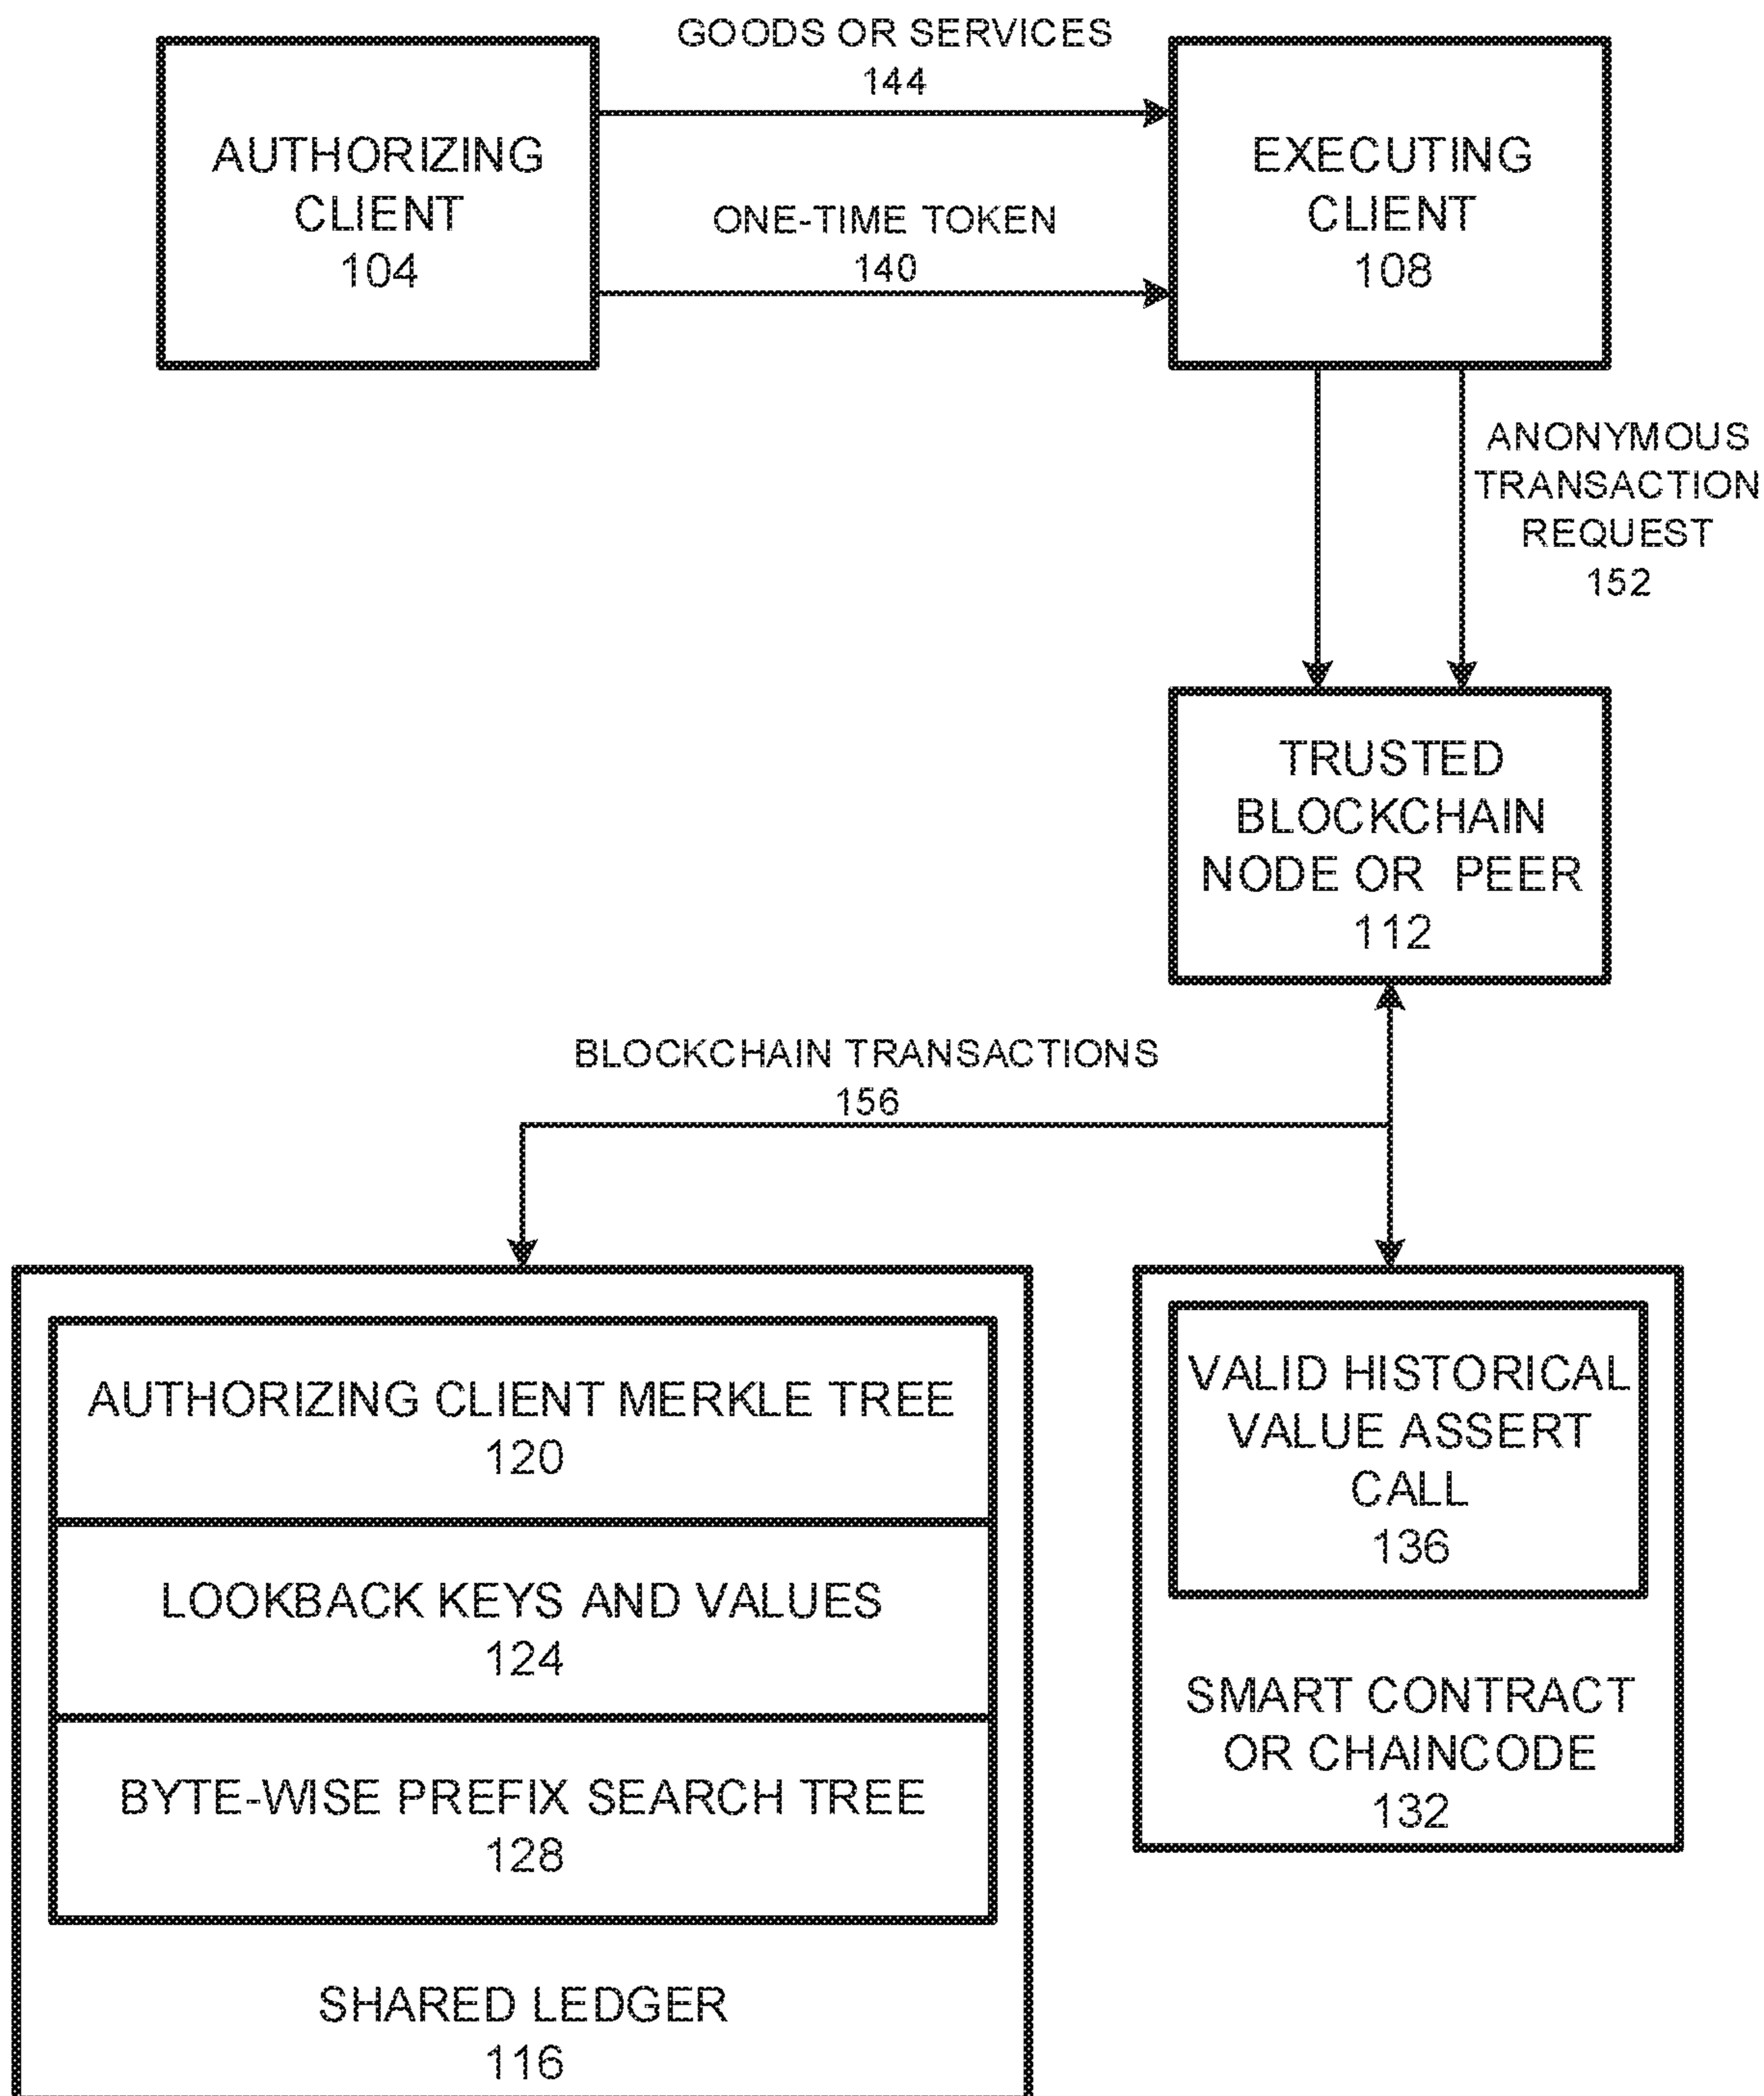 GOODS OR SERVICES
144
AUTHORIZING
CLIENT
104
ONE-TIME TOKEN
140
EXECUTING
CLIENT
108
ANONYMOUS
TRANSACTION
REQUEST
152
TRUSTED
BLOCKCHAIN
NODE OR PEER
112
BLOCKCHAIN TRANSACTIONS
156
AUTHORIZING CLIENT MERKLE TREE
120
LOOKBACK KEYS AND VALUES
124
BYTE-WISE PREFIX SEARCH TREE
128
SHARED LEDGER
116
VALID HISTORICAL
VALUE ASSERT
CALL
136
SMART CONTRACT
OR CHAINCODE
132